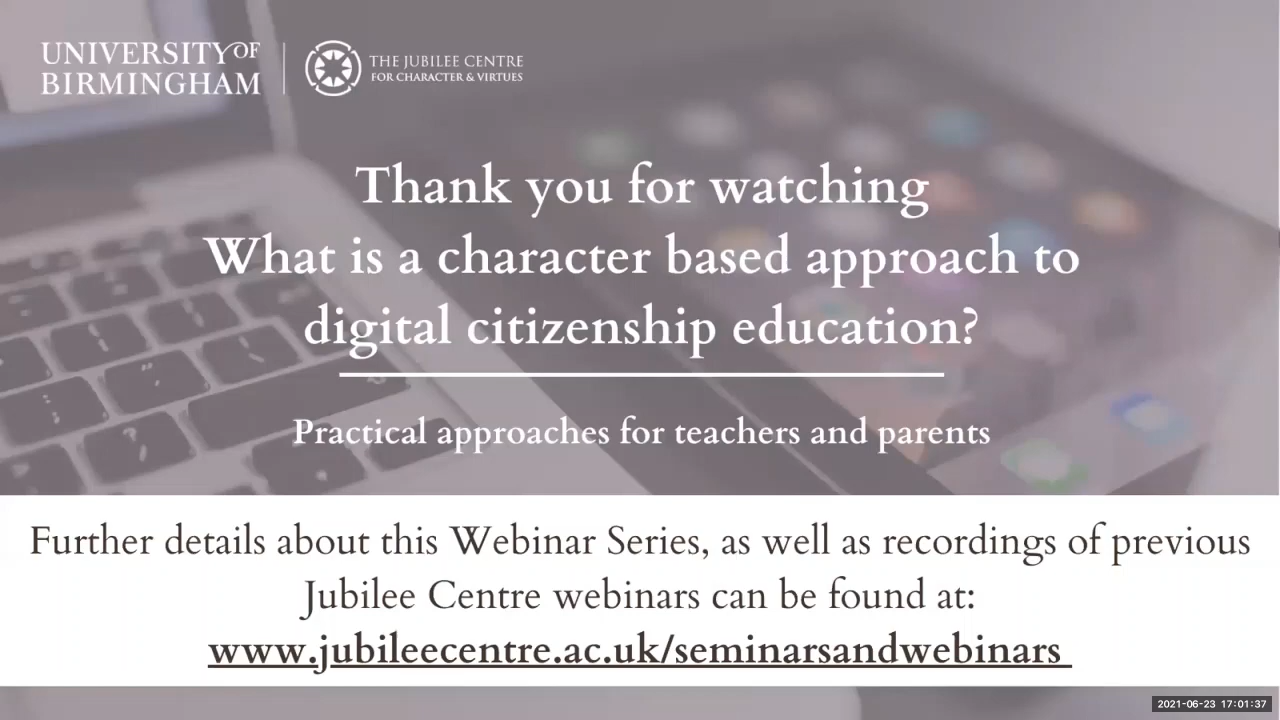 UNIVERSITY OF
BIRMINGHAM
THE JUBILEE CENTRE
FOR CHARACTER & VIRTUES
Thank you for watching
What is a character based approach to
digital citizenship education?
Practical approaches for teachers and parents
Further details about this Webinar Series, as well as recordings of previous
Jubilee Centre webinars can be found at:
www.jubileecentre.ac.uk/seminarsandwebinars
2021-06-23 17:01:37